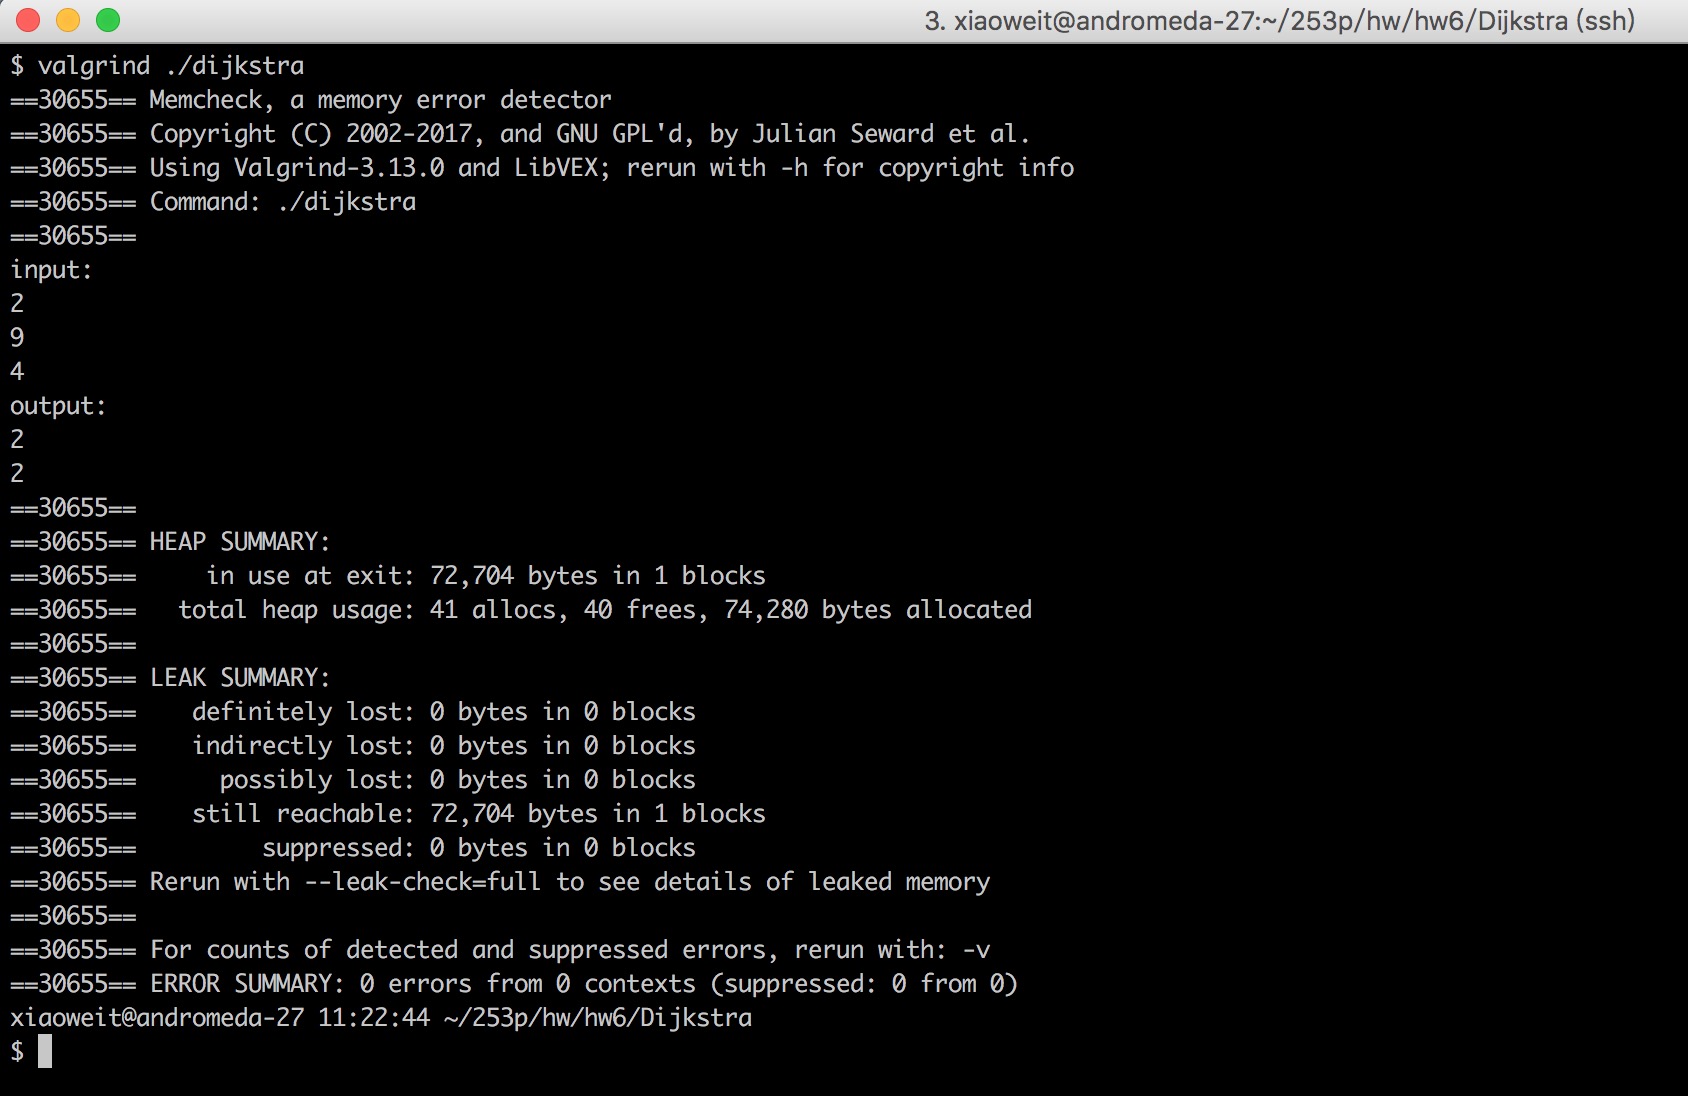 3. xiaoweit@andromeda-27:~/253p/hw/hw6/Dijkstra (ssh)
$ valgrind ./dijkstra
==30655== Memcheck, a memory error detector
==30655== Copyright (C) 2002-2017, and GNU GPL'd, by Julian Seward et al.
==30655== Using Valgrind-3.13.0 and LibVEX; rerun with -h for copyright info
==30655== Command: ./dijkstra
==30655==
input:
2
9
4
output:
2
2
==30655==
==30655== HEAP SUMMARY:
==30655==     in use at exit: 72,704 bytes in 1 blocks
==30655==   total heap usage: 41 allocs, 40 frees, 74,280 bytes allocated
==30655==
==30655== LEAK SUMMARY:
==30655==    definitely lost: 0 bytes in 0 blocks
==30655==    indirectly lost: 0 bytes in 0 blocks
==30655==      possibly lost: 0 bytes in 0 blocks
==30655==    still reachable: 72,704 bytes in 1 blocks
==30655==         suppressed: 0 bytes in 0 blocks
==30655== Rerun with --leak-check=full to see details of leaked memory
==30655==
==30655== For counts of detected and suppressed errors, rerun with: -v
==30655== ERROR SUMMARY: 0 errors from 0 contexts (suppressed: 0 from 0)
xiaoweit@andromeda-27 11:22:44 ~/253p/hw/hw6/Dijkstra
$